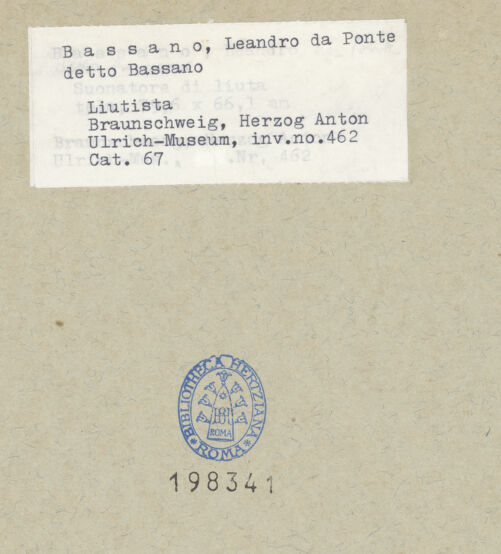 B a s s a n o, Leandro da Ponte
detto Bassano
Liutista
Braunschweig, Herzog Anton
Ulrich-Museum, inv.no.462
Cat. 67
BIBLIOTHECA HERTZIANA
ROMA
* ROMA *
198341